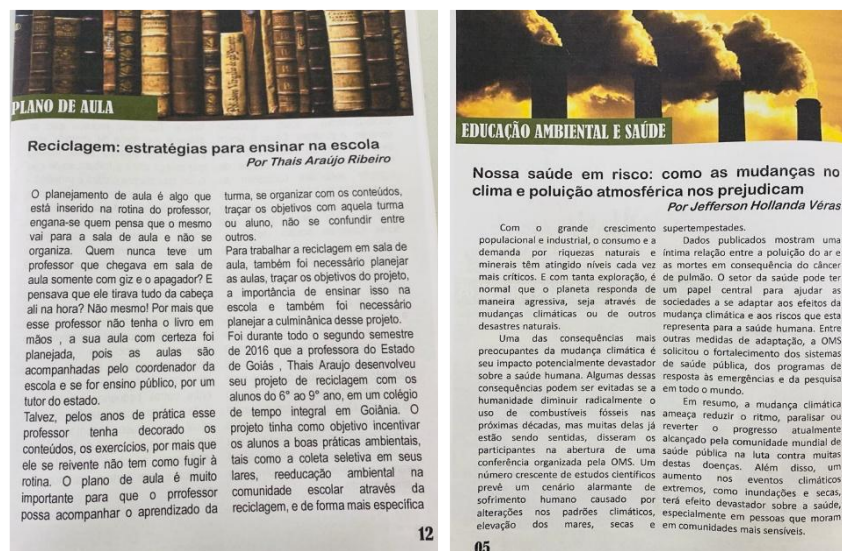 PLANO DE AULA
Reciclagem: estratégias para ensinar na escola
Por Thais Araújo Ribeiro
O planejamento de aula é algo que
está inserido na rotina do professor,
engana-se quem pensa que o mesmo
vai para a sala de aula e não se
organiza. Quem nunca teve um
professor que chegava em sala de
aula somente com giz e o apagador? E
pensava que ele tirava tudo da cabeça
ali na hora? Não mesmo! Por mais que
esse professor não tenha o livro em
mãos , a sua aula com certeza foi
planejada, pois as aulas são
acompanhadas pelo coordenador da
escola e se for ensino público, por um
tutor do estado.
Talvez, pelos anos de prática esse
professor tenha decorado os
conteúdos, os exercícios, por mais que
ele se reivente não tem como fugir à
rotina. O plano de aula é muito
importante para que o prrofessor
possa acompanhar o aprendizado da
turma, se organizar com os conteúdos,
traçar os objetivos com aquela turma
ou aluno, não se confundir entre
outros.
Para trabalhar a reciclagem em sala de
aula, também foi necessário planejar
as aulas, traçar os objetivos do projeto,
a importância de ensinar isso na
escola e também foi necessário
planejar a culminânica desse projeto.
Foi durante todo o segundo semestre
de 2016 que a professora do Estado
de Goiás , Thais Araujo desenvolveu
seu projeto de reciclagem com os
alunos do 6° ao 9° ano, em um colégio
de tempo integral em Goiânia. O
projeto tinha como objetivo incentivar
os alunos a boas práticas ambientais,
tais como a coleta seletiva em seus
lares, reeducação ambiental na
comunidade escolar através da
reciclagem, e de forma mais especifica
12
EDUCAÇÃO AMBIENTAL E SAÚDE
Nossa saúde em risco: como as mudanças no
clima e poluição atmosférica nos prejudicam
Por Jefferson Hollanda Véras
Com o grande crescimento
populacional e industrial, o consumo e a
demanda por riquezas naturais e
minerais têm atingido níveis cada vez
mais críticos. E com tanta exploração, é
normal que o planeta responda de
maneira agressiva, seja através de
mudanças climáticas ou de outros
desastres naturais.
Uma das consequências mais
preocupantes da mudança climática é
seu impacto potencialmente devastador
sobre a saúde humana. Algumas dessas
consequências podem ser evitadas se a
humanidade diminuir radicalmente o
uso de combustíveis fósseis nas
próximas décadas, mas muitas delas já
estão sendo sentidas, disseram os
participantes na abertura de uma
conferência organizada pela OMS. Um
número crescente de estudos científicos
prevê um cenário alarmante de
sofrimento humano causado por
alterações nos padrões climáticos,
elevação dos mares, secas e
supertempestades.
Dados publicados mostram uma
íntima relação entre a poluição do ar e
as mortes em consequência do câncer
de pulmão. O setor da saúde pode ter
um papel central para ajudar as
sociedades a se adaptar aos efeitos da
mudança climática e aos riscos que esta
representa para a saúde humana. Entre
outras medidas de adaptação, a OMS
solicitou o fortalecimento dos sistemas
de saúde pública, dos programas de
resposta às emergências e da pesquisa
em todo o mundo.
Em resumo, a mudança climática
ameaça reduzir o ritmo, paralisar ou
reverter o progresso atualmente
alcançado pela comunidade mundial de
saúde pública na luta contra muitas
destas doenças. Além disso, um
aumento nos eventos climáticos
extremos, como inundações e secas,
terá efeito devastador sobre a saúde,
especialmente em pessoas que moram
em comunidades mais sensíveis.
05